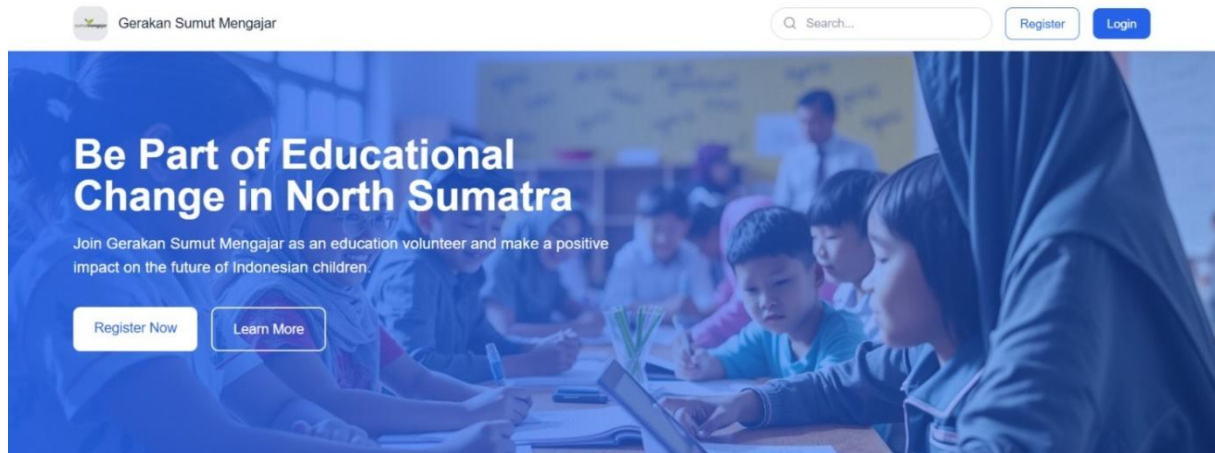 Gerakan Sumut Mengajar
Search...
Register
Login
Be Part of Educational
Change in North Sumatra
Join Gerakan Sumut Mengajar as an education volunteer and make a positive
impact on the future of Indonesian children.
Register Now
Learn More